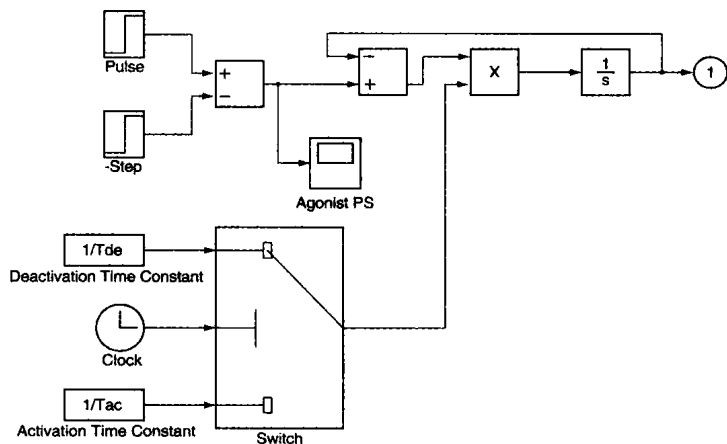 Pulse
+
−
-Step
Agonist PS
−
+
X
1
s
1
1/Tde
Deactivation Time Constant
Clock
1/Tac
Activation Time Constant
Switch